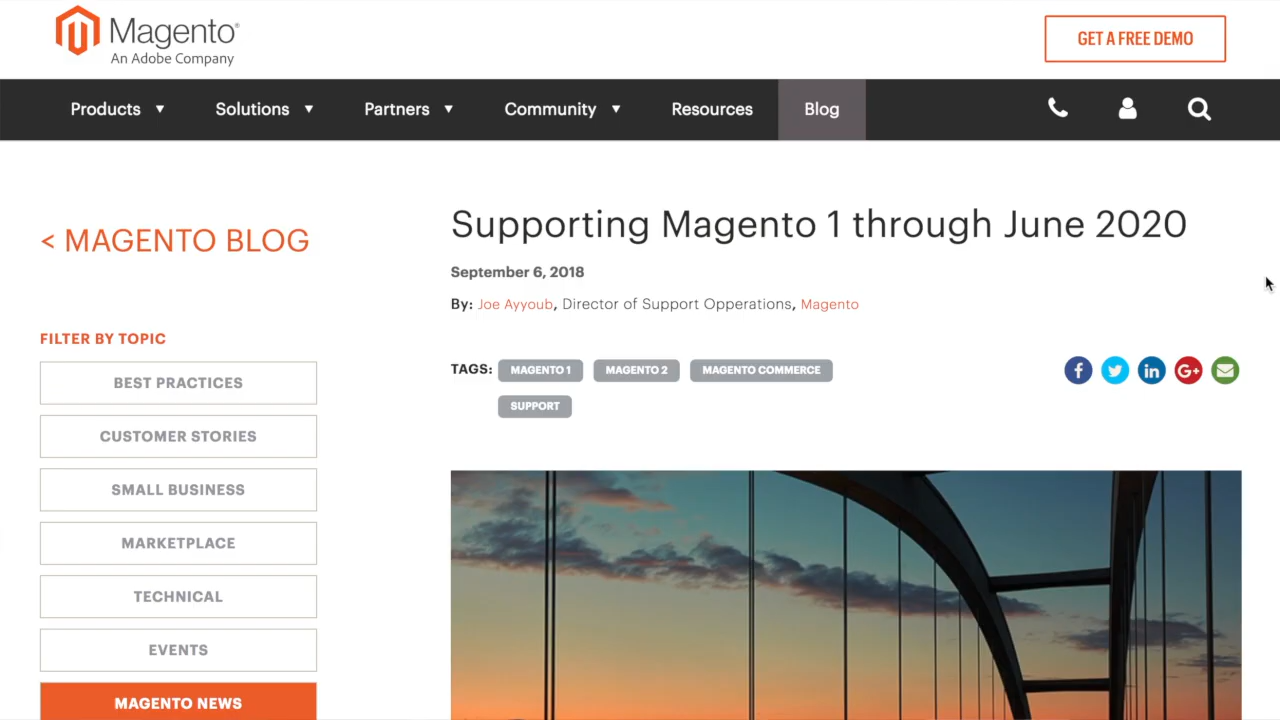 Magento®
An Adobe Company
GET A FREE DEMO
Products ▼ Solutions ▼ Partners ▼ Community ▼ Resources Blog
< MAGENTO BLOG
Supporting Magento 1 through June 2020
September 6, 2018
By: Joe Ayyoub, Director of Support Opperations, Magento
FILTER BY TOPIC
TAGS: MAGENTO 1 MAGENTO 2 MAGENTO COMMERCE
SUPPORT
BEST PRACTICES
CUSTOMER STORIES
SMALL BUSINESS
MARKETPLACE
TECHNICAL
EVENTS
MAGENTO NEWS